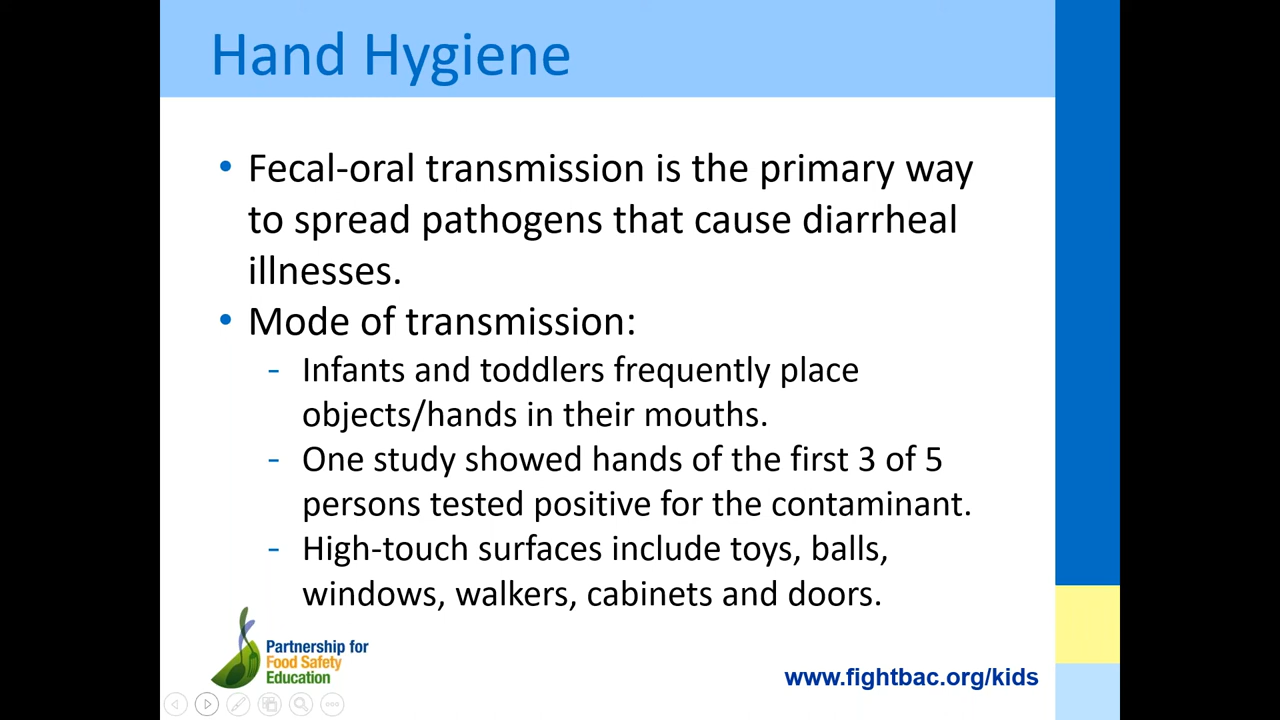 Hand Hygiene
• Fecal-oral transmission is the primary way
to spread pathogens that cause diarrheal
illnesses.
• Mode of transmission:
- Infants and toddlers frequently place
objects/hands in their mouths.
- One study showed hands of the first 3 of 5
persons tested positive for the contaminant.
- High-touch surfaces include toys, balls,
windows, walkers, cabinets and doors.
Partnership for
Food Safety
Education
www.fightbac.org/kids